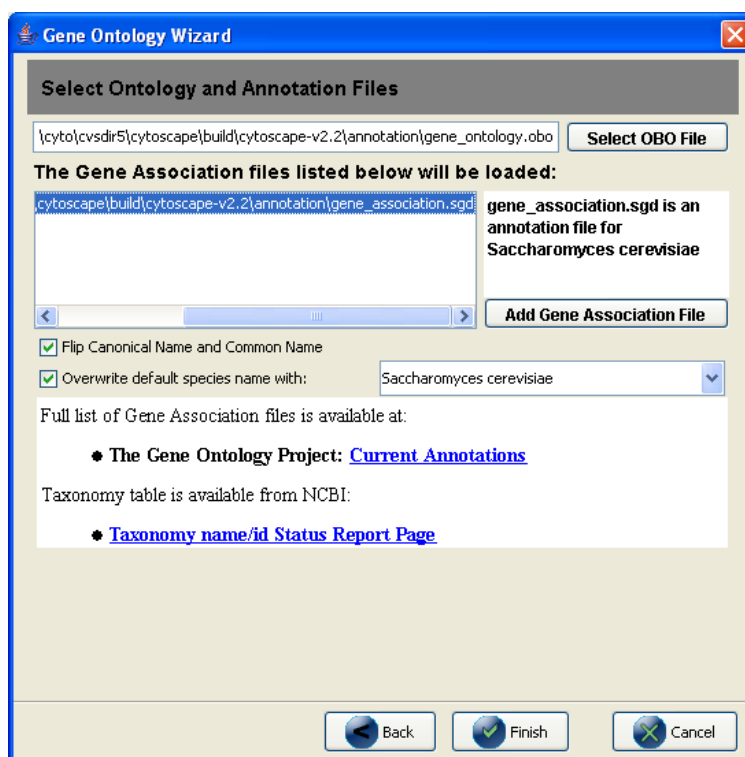 Gene Ontology Wizard
Select Ontology and Annotation Files
\cyto\cvsdir5\cytoscape\build\cytoscape-v2.2\annotation\gene_ontology.obo
Select OBO File
The Gene Association files listed below will be loaded:
\cytoscape\build\cytoscape-v2.2\annotation\gene_association.sgd
gene_association.sgd is an
annotation file for
Saccharomyces cerevisiae
Add Gene Association File
Flip Canonical Name and Common Name
Overwrite default species name with:
Saccharomyces cerevisiae
Full list of Gene Association files is available at:
● The Gene Ontology Project: Current Annotations
Taxonomy table is available from NCBI:
● Taxonomy name/id Status Report Page
Back
Finish
Cancel